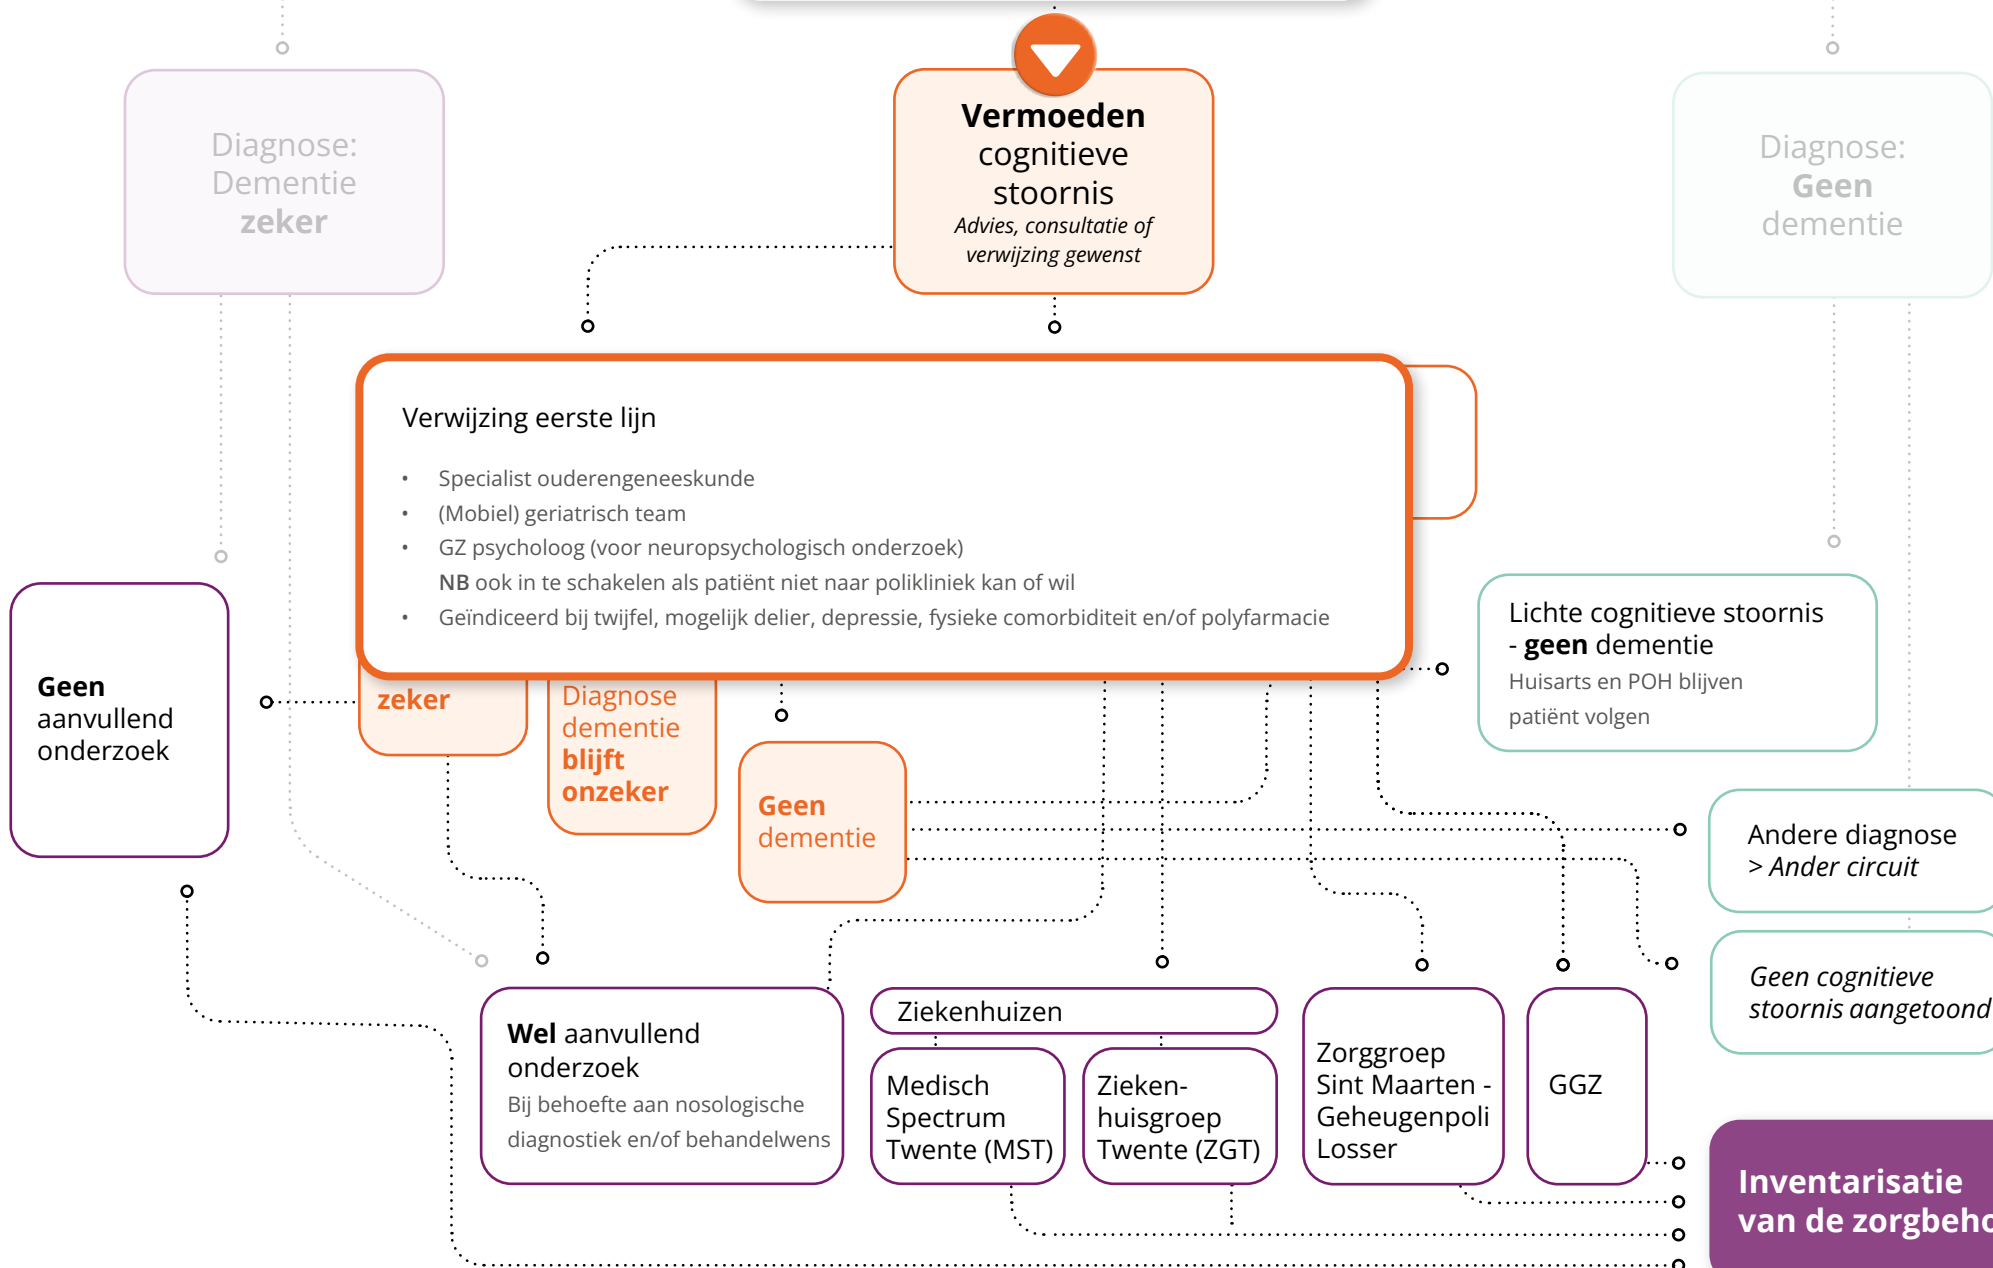 Diagnose:
Dementie
zeker
Vermoeden
cognitieve
stoornis
Advies, consultatie of
verwijzing gewenst
Diagnose:
Geen
dementie
Verwijzing eerste lijn
• Specialist ouderengeneeskunde
• (Mobiel) geriatrisch team
• GZ psycholoog (voor neuropsychologisch onderzoek)
NB ook in te schakelen als patiënt niet naar polikliniek kan of wil
• Geïndiceerd bij twijfel, mogelijk delier, depressie, fysieke comorbiditeit en/of polyfarmacie
Geen
aanvullend
onderzoek
zeker
Diagnose
dementie
blijft
onzeker
Geen
dementie
Lichte cognitieve stoornis
- geen dementie
Huisarts en POH blijven
patiënt volgen
Andere diagnose
> Ander circuit
Geen cognitieve
stoornis aangetoond
Wel aanvullend
onderzoek
Bij behoefte aan nosologische
diagnostiek en/of behandelwens
Ziekenhuizen
Medisch
Spectrum
Twente (MST)
Zieken-
huisgroep
Twente (ZGT)
Zorggroep
Sint Maarten -
Geheugenpoli
Losser
GGZ
Inventarisatie
van de